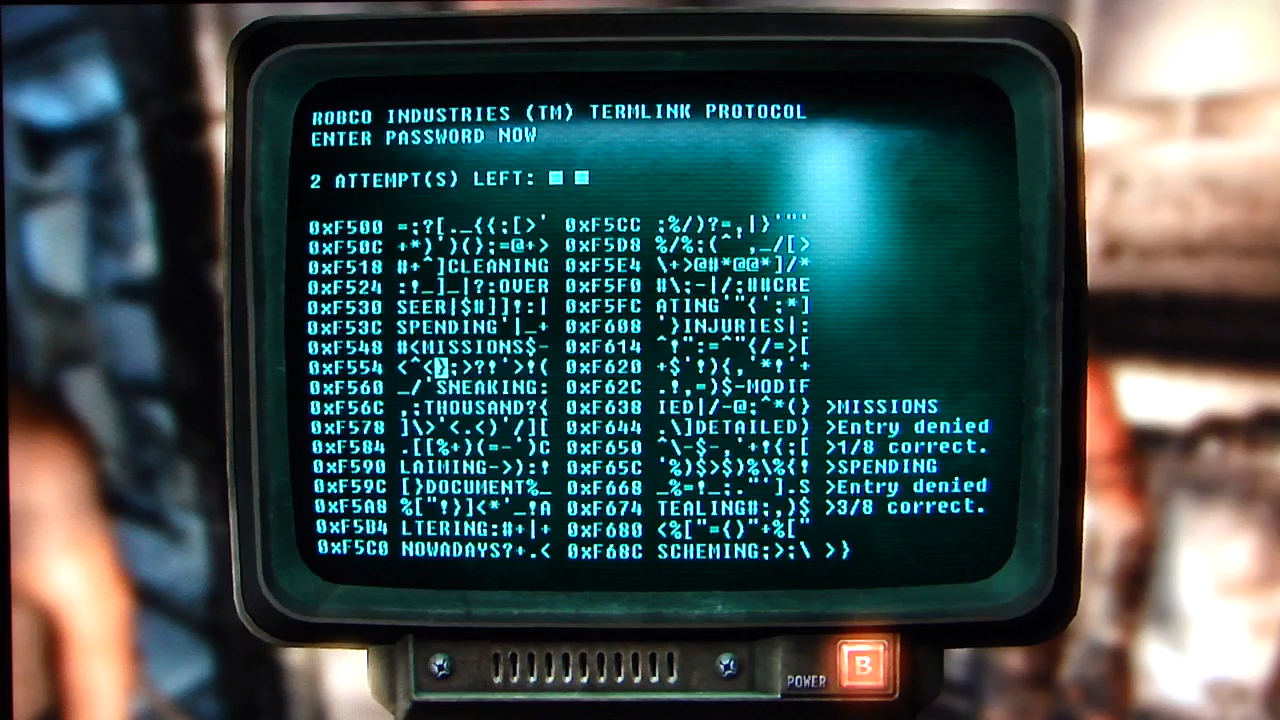 ROBCO INDUSTRIES (TM) TERMLINK PROTOCOL
ENTER PASSWORD NOW
2 ATTEMPT(S) LEFT: ■ ■
0xF500 =;?[._{{:[>' 0xF5CC :%/)?=,|}'"'
0xF50C +*)')(};=@+> 0xF5D8 %/%:(^',_/[>
0xF518 #+^]CLEANING 0xF5E4 \+>@#*@@*]/*
0xF524 :!_]_|?:OVER 0xF5F0 #\;-|/;##CRE
0xF530 SEER|$#]]!:| 0xF5FC ATING'"{';*]
0xF53C SPENDING'|_+ 0xF608 '}INJURIES|:
0xF548 #<MISSIONS$- 0xF614 ^!":=^"{/=>[
0xF554 <^<};>?!'>!( 0xF620 +$'!){,'*!'+
0xF560 _/'SNEAKING: 0xF62C .!,=)$-MODIF
0xF56C ,;THOUSAND?{ 0xF638 IED|/-@;^*(} >MISSIONS
0xF578 ]\>'<.<)'/][ 0xF644 .\]DETAILED) >Entry denied
0xF584 .[[%+)(=-')C 0xF650 ^\-$-,'+!{;[ >1/8 correct.
0xF590 LAIMING->):! 0xF65C '%)$>$)%\%{! >SPENDING
0xF59C [}DOCUMENT%_ 0xF668 _%=!_;."'].S >Entry denied
0xF5A8 %["!}]<*'_!A 0xF674 TEALING#;,)$ >3/8 correct.
0xF5B4 LTERING:#+|+ 0xF680 <%["={)"+%["
0xF5C0 NOWADAYS?+.< 0xF68C SCHEMING;>;\ >}
POWER
B